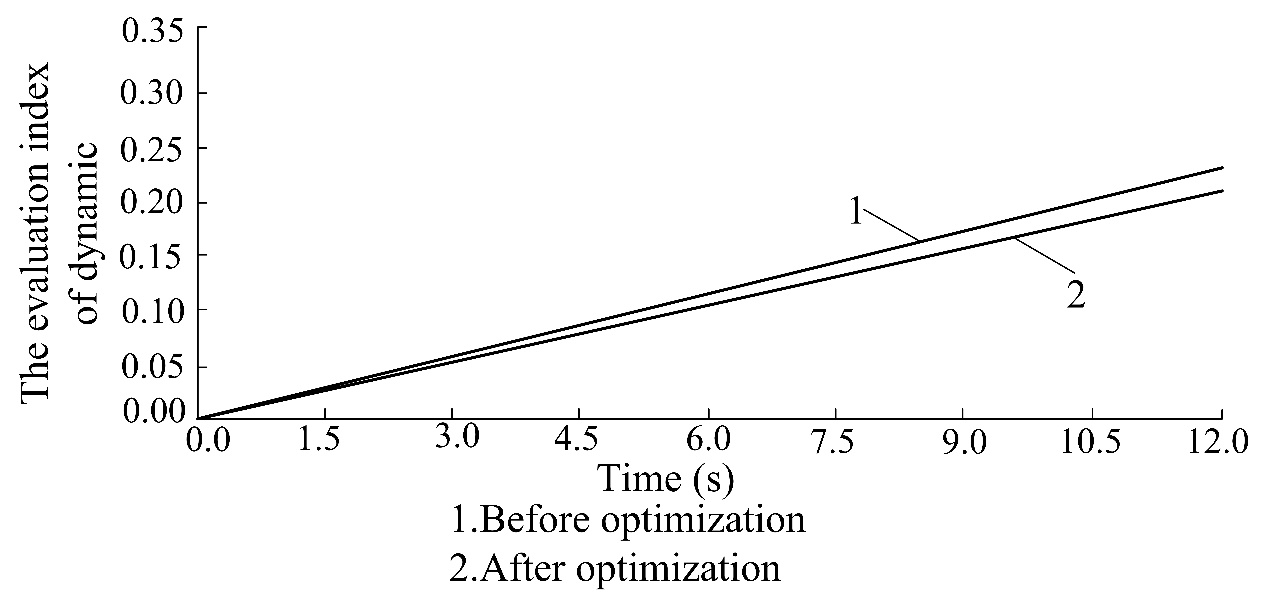 The evaluation index
of dynamic
0.35
0.30
0.25
0.20
0.15
0.10
0.05
0.00
1
2
0.0 1.5 3.0 4.5 6.0 7.5 9.0 10.5 12.0
Time (s)
1.Before optimization
2.After optimization